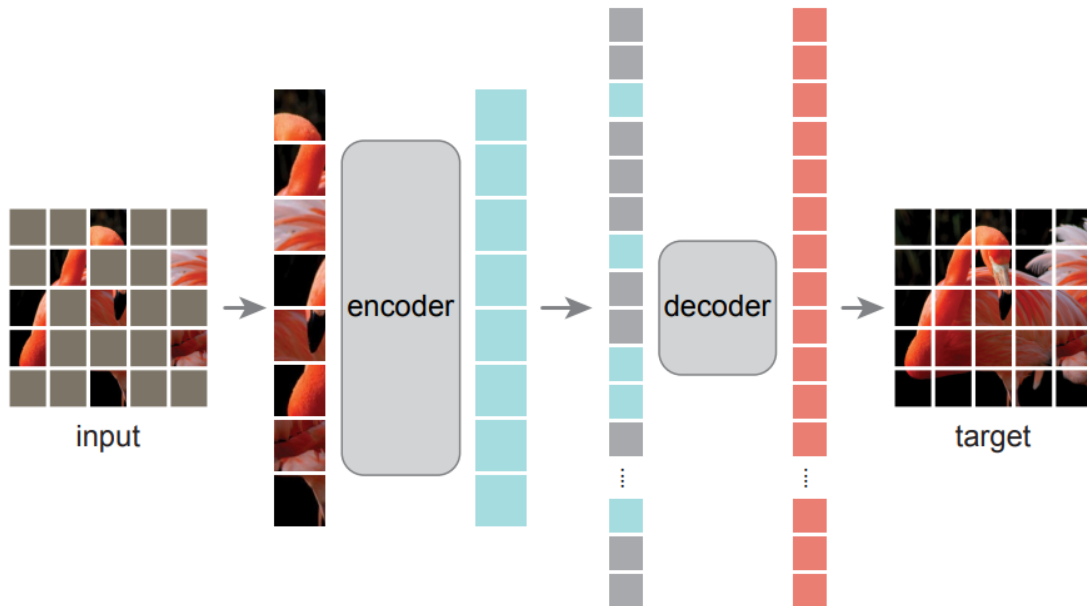 input
encoder
decoder
target